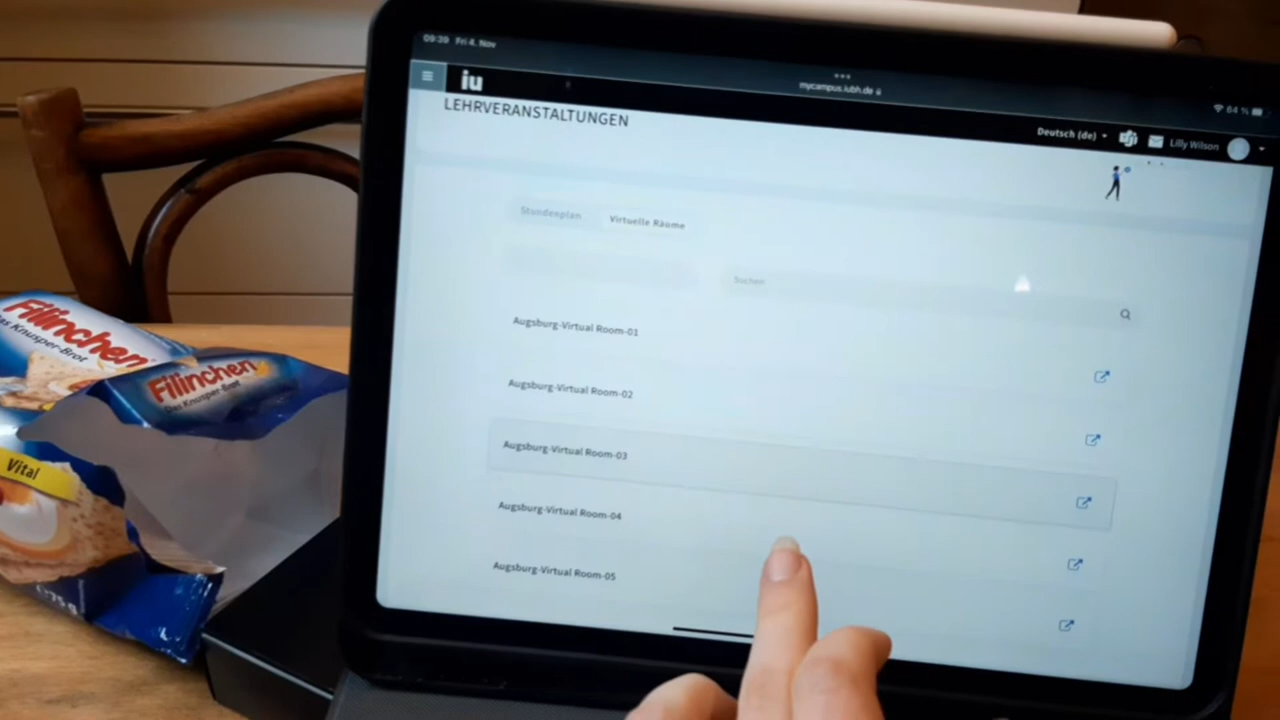 09:39 Fri 4. Nov
mycampus.iubh.de
64 %
iu
Deutsch (de)
Lilly Wilson
LEHRVERANSTALTUNGEN
Stundenplan Virtuelle Räume
Suchen
Augsburg-Virtual Room-01
Augsburg-Virtual Room-02
Augsburg-Virtual Room-03
Augsburg-Virtual Room-04
Augsburg-Virtual Room-05
Filinchen
Das Knusper-Brot
Filinchen
Das Knusper-Brot
Vital
75 g